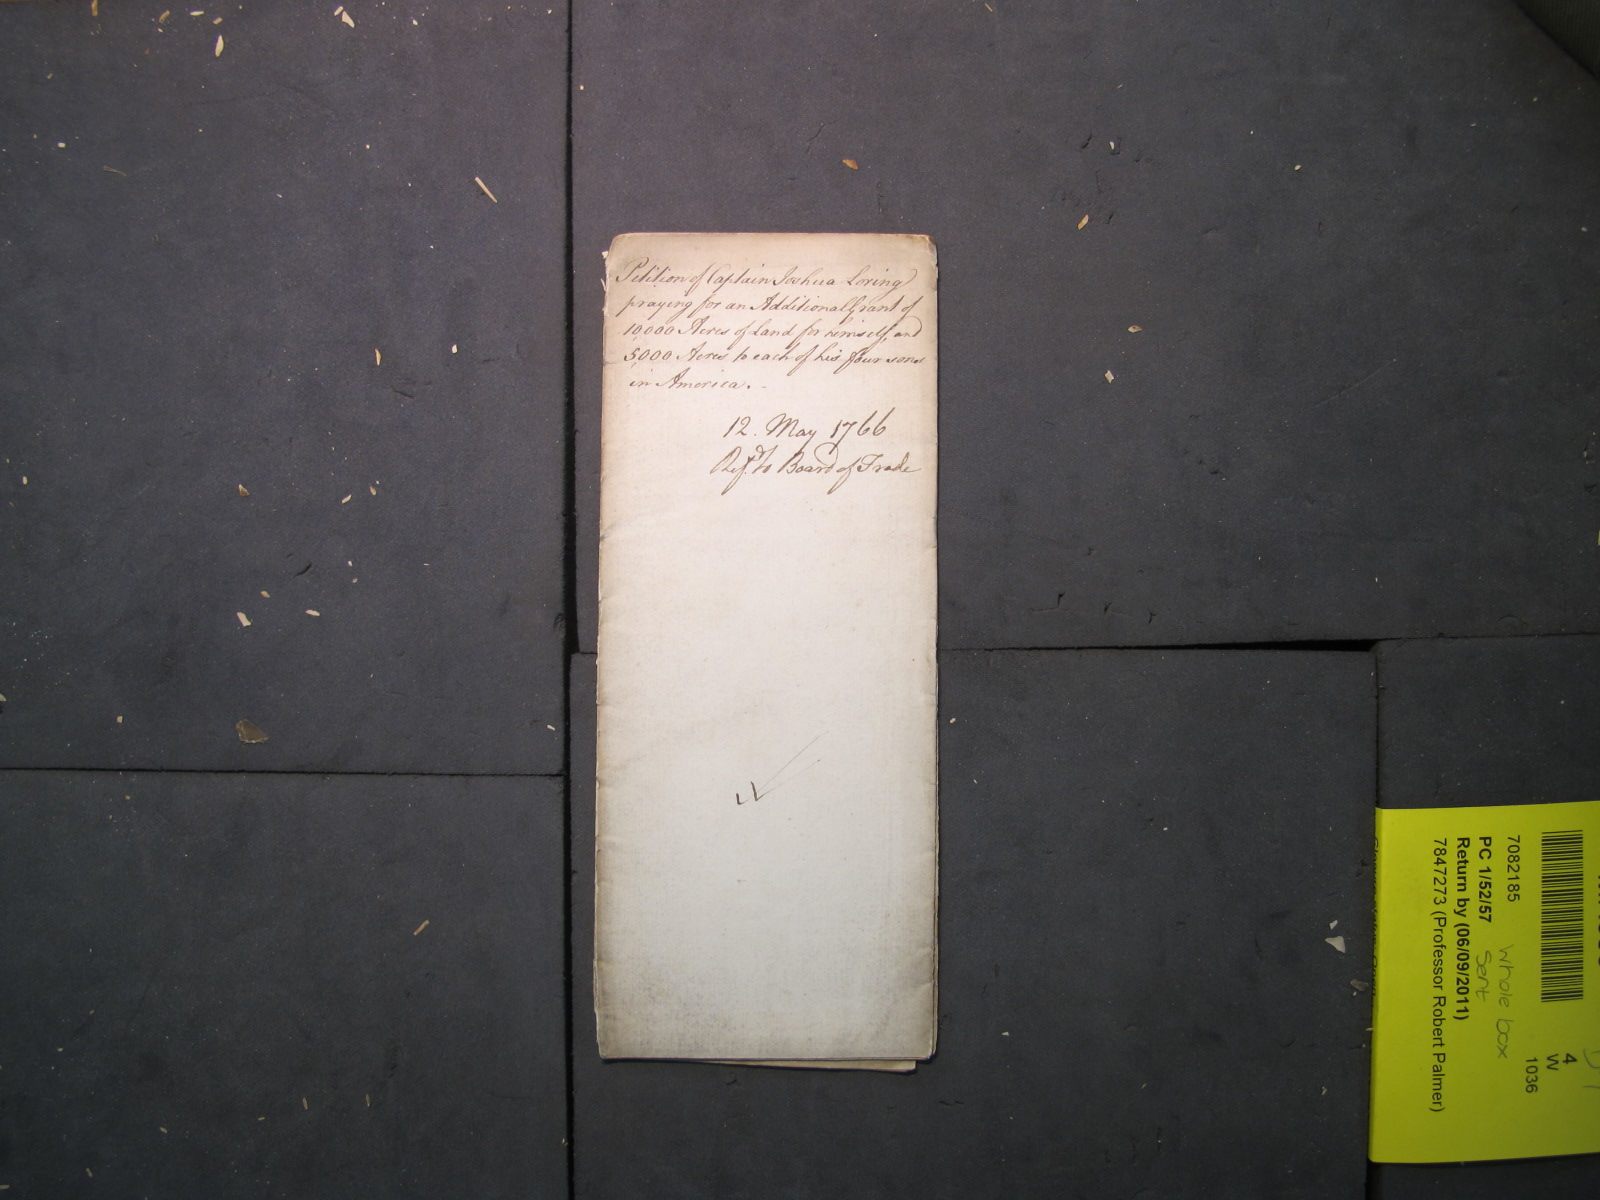 Petition of Captain Joshua Loring
praying for an Additional Grant of
10,000 Acres of Land for himself, and
5,000 Acres to each of his four sons
in America.
12. May 1766
Ref.d to Board of Trade
4
W
1036
7082185
Whole box
PC 1/52/57
Sent
Return by (06/09/2011)
7847273 (Professor Robert Palmer)